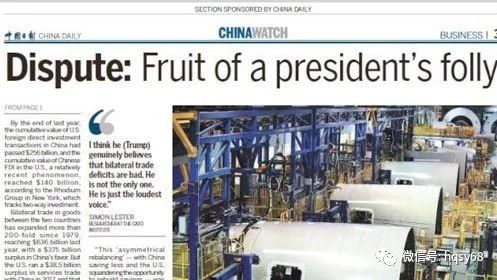 SECTION SPONSORED BY CHINA DAILY
中国日报 CHINA DAILY
CHINAWATCH
BUSINESS | 3
Dispute: Fruit of a president's folly
FROM PAGE 1
By the end of last year,
the cumulative value of U.S.
foreign direct investment
transactions in China had
passed $256 billion, and the
cumulative value of Chinese
FDI in the U.S., a relatively
recent phenomenon,
reached $140 billion,
according to the Rhodium
Group in New York, which
tracks two-way investment.
Bilateral trade in goods
between the two countries
has expanded more than
200-fold since 1979,
reaching $636 billion last
year, with a $375 billion
surplus in China's favor. But
the U.S. ran a $38.5 billion
surplus in services trade
“
I think he (Trump)
genuinely believes
that bilateral trade
deficits are bad. He
is not the only one.
He is just the loudest
voice.”
SIMON LESTER
RESEARCHER AT THE CATO
INSTITUTE
"This 'asymmetrical
rebalancing' — with China
saving less and the U.S.
squandering the opportunity
微信号: hqsy68